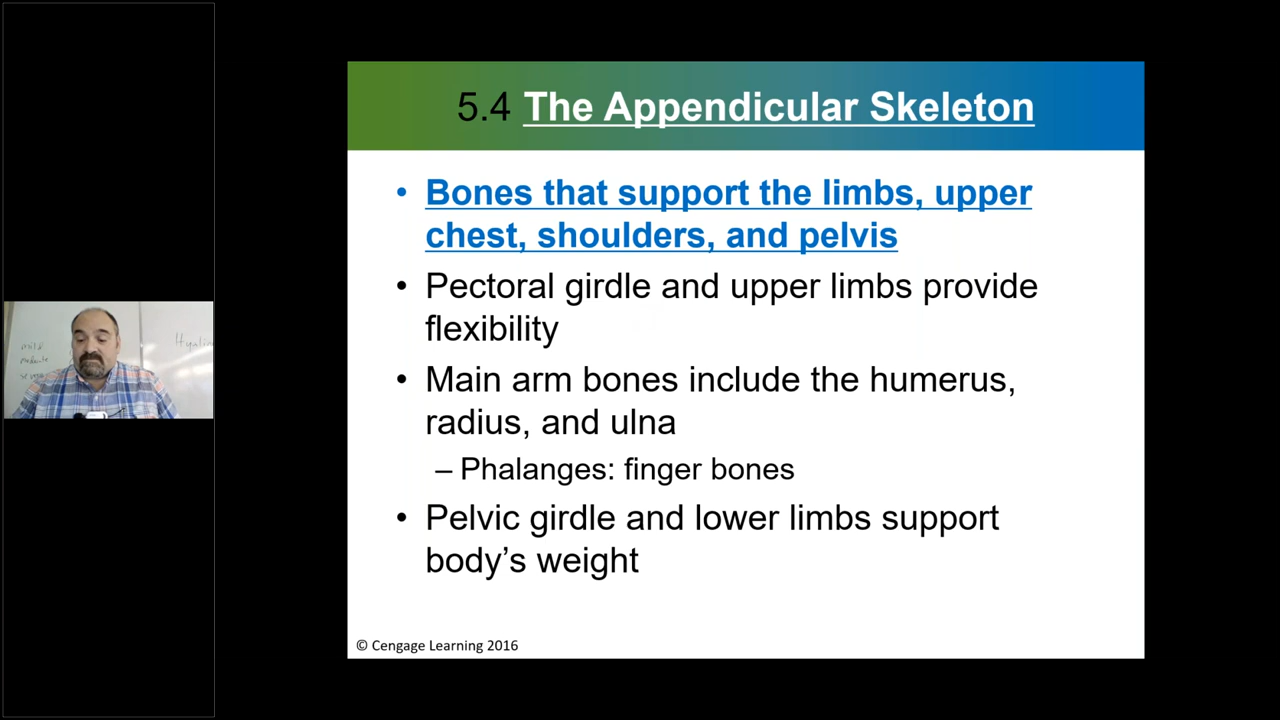 5.4 The Appendicular Skeleton
• Bones that support the limbs, upper
chest, shoulders, and pelvis
• Pectoral girdle and upper limbs provide
flexibility
• Main arm bones include the humerus,
radius, and ulna
– Phalanges: finger bones
• Pelvic girdle and lower limbs support
body’s weight
© Cengage Learning 2016